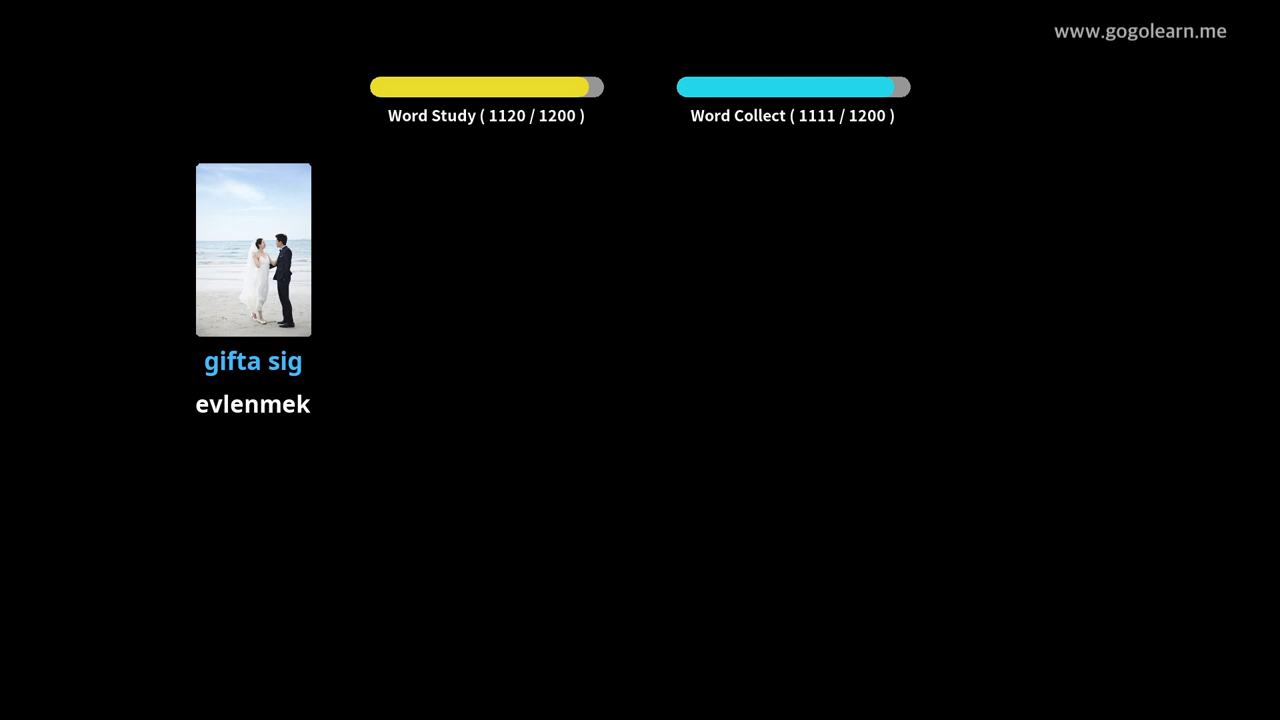 www.gogolearn.me
Word Study ( 1120 / 1200 )
Word Collect ( 1111 / 1200 )
gifta sig
evlenmek